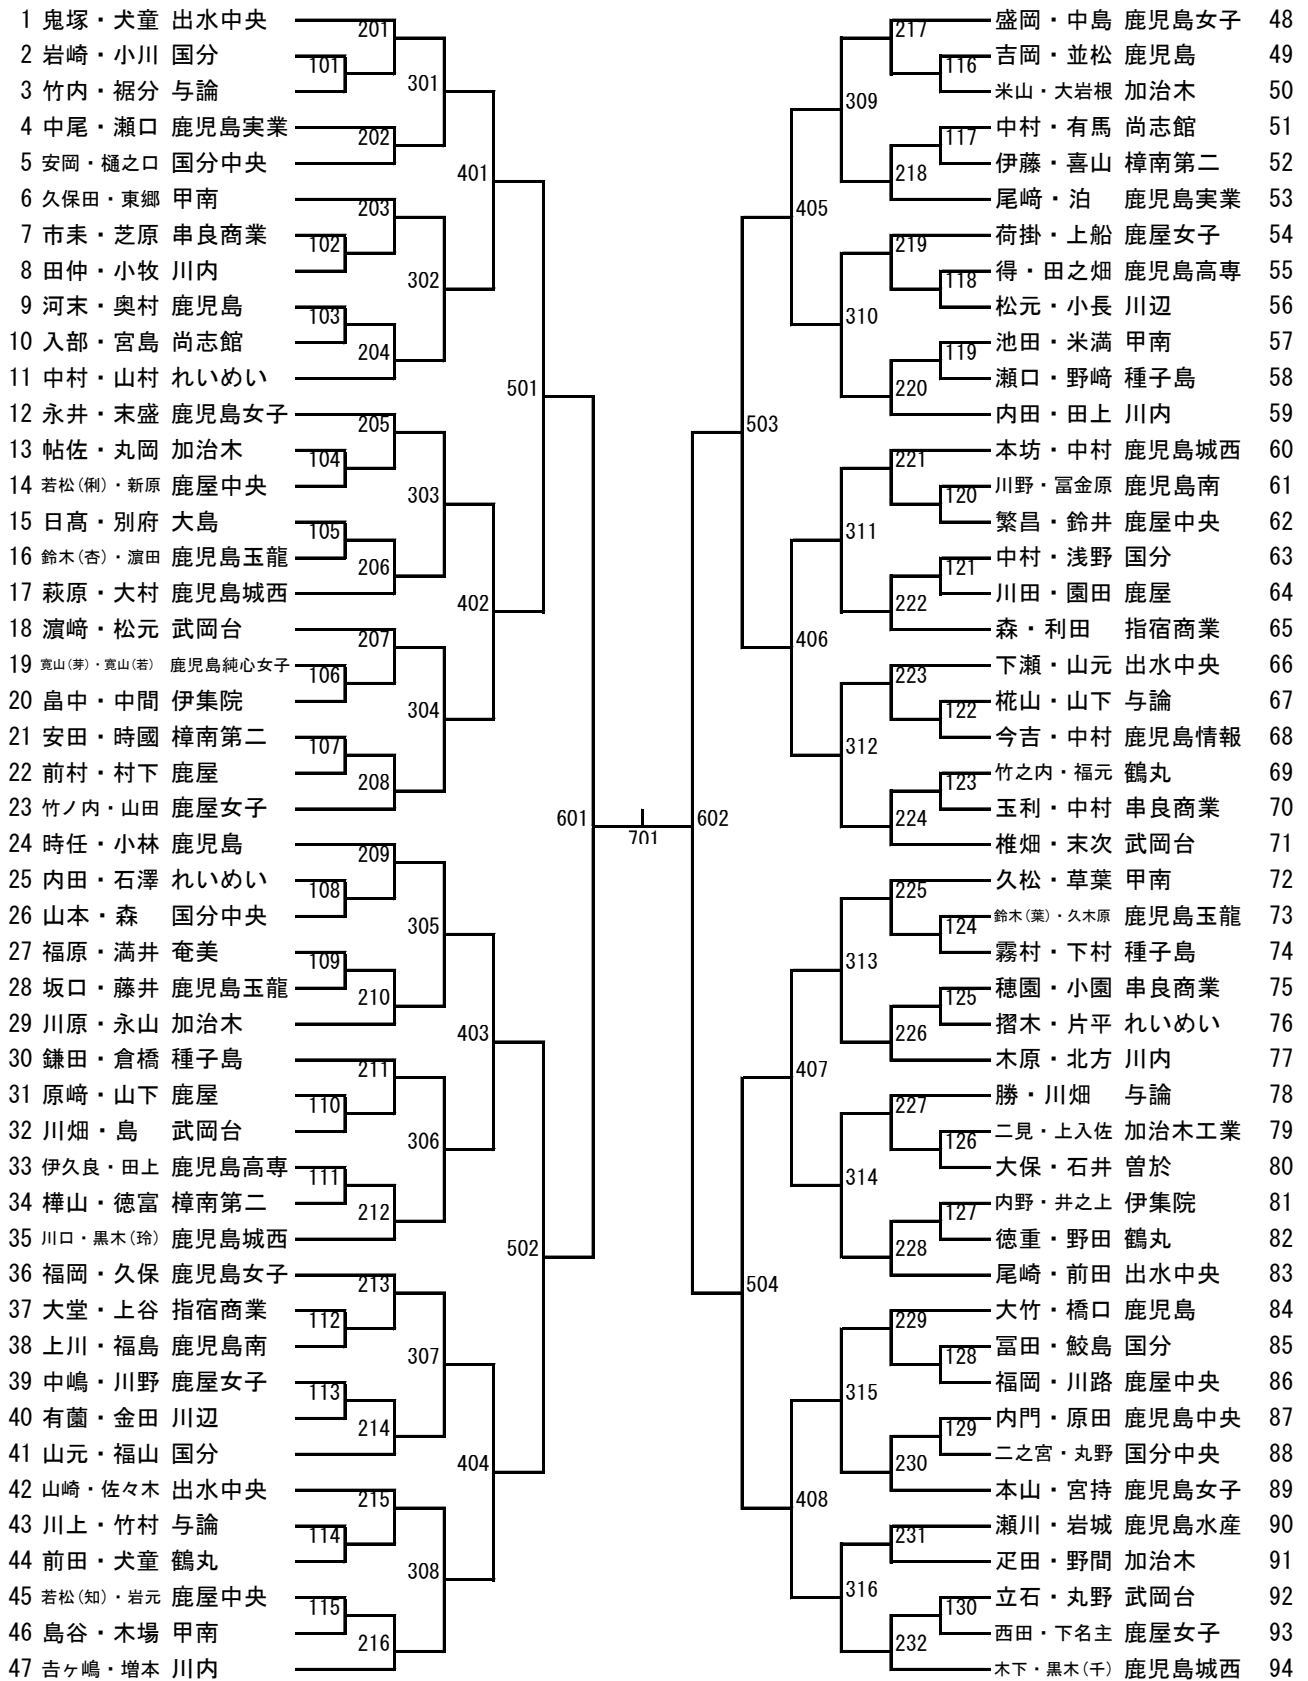 1 鬼塚・犬童 出水中央
2 岩崎・小川 国分
3 竹内・裾分 与論
4 中尾・瀬口 鹿児島実業
5 安岡・樋之口 国分中央
6 久保田・東郷 甲南
7 市耒・芝原 串良商業
8 田仲・小牧 川内
9 河末・奥村 鹿児島
10 入部・宮島 尚志館
11 中村・山村 れいめい
12 永井・末盛 鹿児島女子
13 帖佐・丸岡 加治木
14 若松(俐)・新原 鹿屋中央
15 日髙・別府 大島
16 鈴木(杏)・濵田 鹿児島玉龍
17 萩原・大村 鹿児島城西
18 濵﨑・松元 武岡台
19 寛山(芽)・寛山(若) 鹿児島純心女子
20 畠中・中間 伊集院
21 安田・時國 樟南第二
22 前村・村下 鹿屋
23 竹ノ内・山田 鹿屋女子
24 時任・小林 鹿児島
25 内田・石澤 れいめい
26 山本・森 国分中央
27 福原・満井 奄美
28 坂口・藤井 鹿児島玉龍
29 川原・永山 加治木
30 鎌田・倉橋 種子島
31 原﨑・山下 鹿屋
32 川畑・島 武岡台
33 伊久良・田上 鹿児島高専
34 樺山・徳富 樟南第二
35 川口・黒木(玲) 鹿児島城西
36 福岡・久保 鹿児島女子
37 大堂・上谷 指宿商業
38 上川・福島 鹿児島南
39 中嶋・川野 鹿屋女子
40 有薗・金田 川辺
41 山元・福山 国分
42 山崎・佐々木 出水中央
43 川上・竹村 与論
44 前田・犬童 鶴丸
45 若松(知)・岩元 鹿屋中央
46 島谷・木場 甲南
47 𠮷ヶ嶋・増本 川内
101
102
103
104
105
106
107
108
109
110
111
112
113
114
115
201
202
203
204
205
206
207
208
209
210
211
212
213
214
215
216
301
302
303
304
305
306
307
308
401
402
403
404
501
502
601
701
602
503
504
405
406
407
408
309
310
311
312
313
314
315
316
217
218
219
220
221
222
223
224
225
226
227
228
229
230
231
232
116
117
118
119
120
121
122
123
124
125
126
127
128
129
130
盛岡・中島 鹿児島女子 48
吉岡・並松 鹿児島 49
米山・大岩根 加治木 50
中村・有馬 尚志館 51
伊藤・喜山 樟南第二 52
尾﨑・泊 鹿児島実業 53
荷掛・上船 鹿屋女子 54
得・田之畑 鹿児島高専 55
松元・小長 川辺 56
池田・米満 甲南 57
瀬口・野﨑 種子島 58
内田・田上 川内 59
本坊・中村 鹿児島城西 60
川野・冨金原 鹿児島南 61
繁昌・鈴井 鹿屋中央 62
中村・浅野 国分 63
川田・園田 鹿屋 64
森・利田 指宿商業 65
下瀬・山元 出水中央 66
椛山・山下 与論 67
今吉・中村 鹿児島情報 68
竹之内・福元 鶴丸 69
玉利・中村 串良商業 70
椎畑・末次 武岡台 71
久松・草葉 甲南 72
鈴木(葉)・久木原 鹿児島玉龍 73
霧村・下村 種子島 74
穂園・小園 串良商業 75
摺木・片平 れいめい 76
木原・北方 川内 77
勝・川畑 与論 78
二見・上入佐 加治木工業 79
大保・石井 曽於 80
内野・井之上 伊集院 81
徳重・野田 鶴丸 82
尾崎・前田 出水中央 83
大竹・橋口 鹿児島 84
冨田・鮫島 国分 85
福岡・川路 鹿屋中央 86
内門・原田 鹿児島中央 87
二之宮・丸野 国分中央 88
本山・宮持 鹿児島女子 89
瀬川・岩城 鹿児島水産 90
疋田・野間 加治木 91
立石・丸野 武岡台 92
西田・下名主 鹿屋女子 93
木下・黒木(千) 鹿児島城西 94